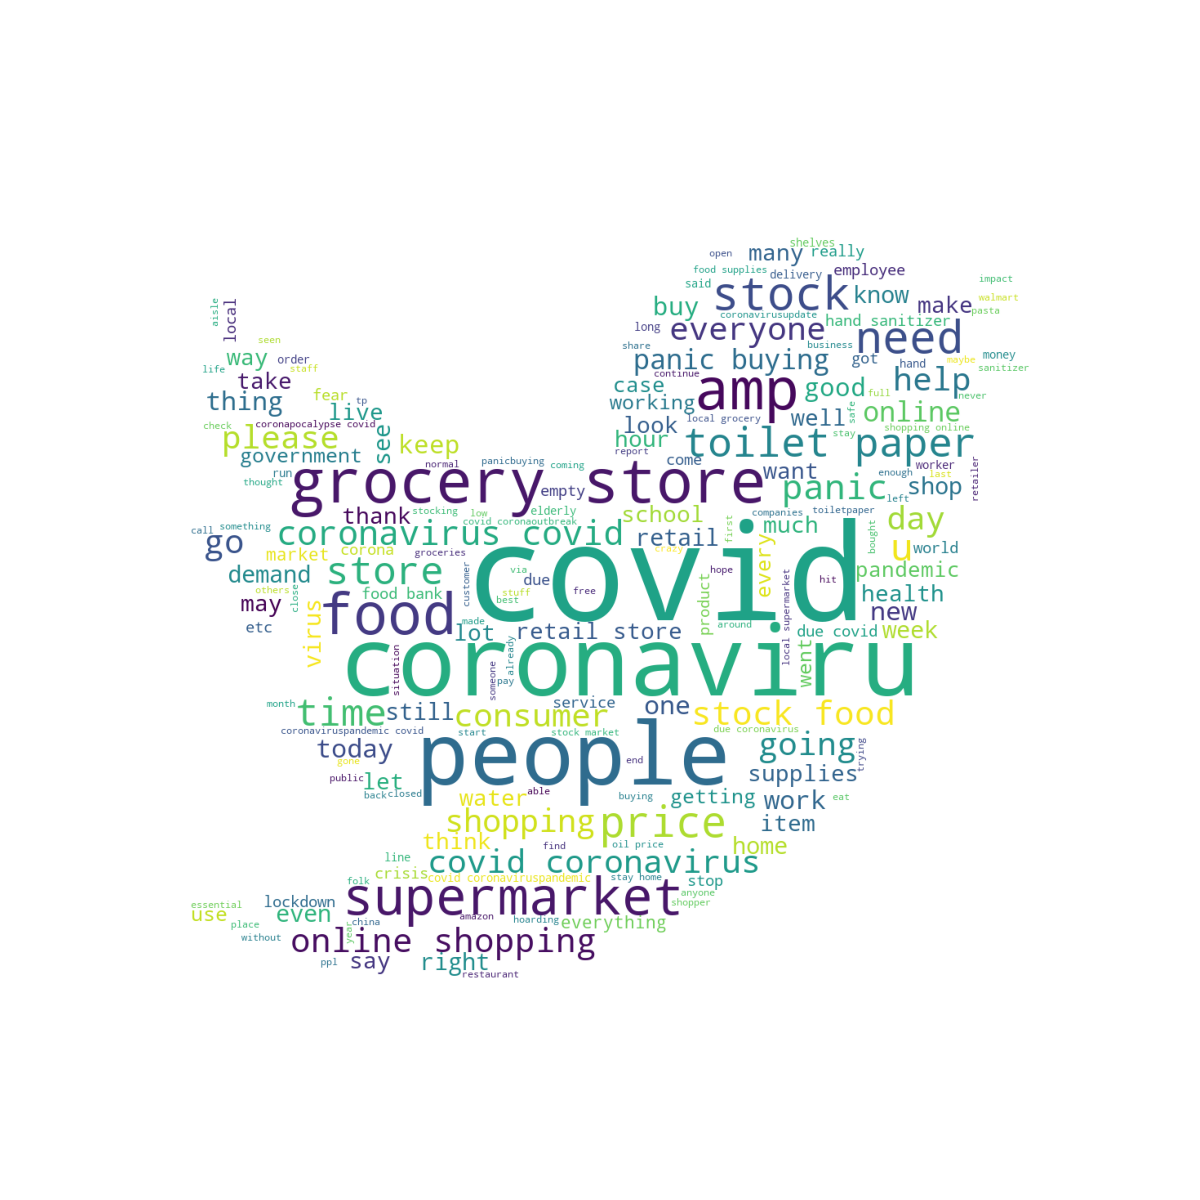 shelves
open many really
food supplies delivery employee
said stock impact
buy know make walmart
coronavirusupdate pasta
long everyone hand sanitizer need
share business
panic buying got hand maybe money
continue sanitizer
case amp good full help never
working local grocery safe online
look well stay shopping online
hour toilet paper
report come want enough worker last
panic left shop retailer
aisle local
seen
way order
life staff
take
thing fear tp
live
check coronapocalypse covid
please see keep
government
run normal panicbuying coming
thought grocery store
empty
thank stocking low elderly school companies toiletpaper day
call something covid coronaoutbreak first much bought
go coronavirus covid retail u world
market corona groceries crazy every
demand store customer via due hope hit pandemic
others close food bank stuff free product health
may food best covid new
etc made around
virus lot retail store due covid week
already local supermarket went
situation someone pay coronaviru
month time still consumer service one stock food
coronaviruspandemic covid start stock market due coronavirus
today people end going trying
gone
public let able supplies
back closed water buying getting work eat
shopping price item
think find oil price home
line covid coronavirus
crisis covid coronaviruspandemic stay home stop
folk anyone
essential lockdown supermarket shopper
use even china amazon hoarding everything
place year
without online shopping
ppl say right restaurant